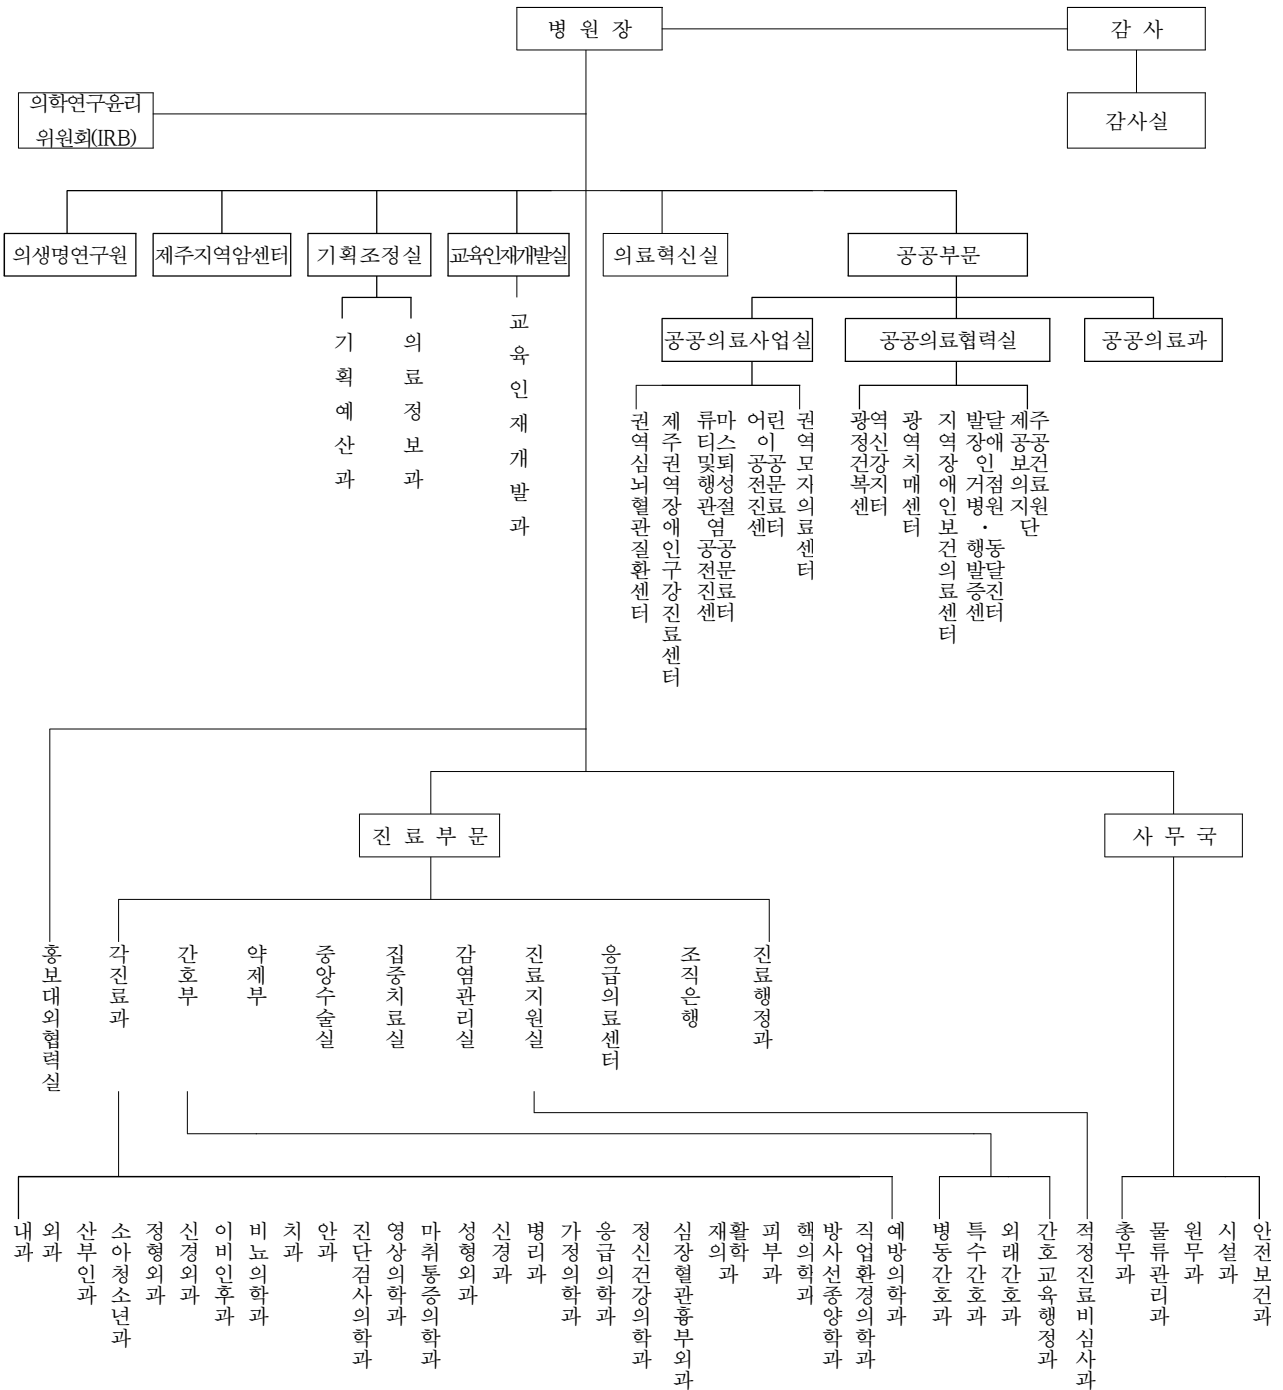 병 원 장
감 사
의학연구윤리
위원회(IRB)
감사실
의생명연구원
제주지역암센터
기획조정실
교육인재개발실
의료혁신실
공공부문
기획예산과
의료정보과
교육인재개발과
공공의료사업실
공공의료협력실
공공의료과
권역심뇌혈관질환센터
제주권역장애인구강진료센터
류마티스및퇴행성관절염 공공전문진료센터
어린이 공공전문진료센터
권역모자의료센터
광역정신건강복지센터
광역치매센터
지역장애인보건의료센터
발달장애인거점병원·행동발달증진센터
제주공공보건의료지원단
진 료 부 문
사 무 국
홍보대외협력실
각진료과
간호부
약제부
중앙수술실
집중치료실
감염관리실
진료지원실
응급의료센터
조직은행
진료행정과
내과
외과
산부인과
소아청소년과
정형외과
신경외과
이비인후과
비뇨의학과
치과
안과
진단검사의학과
영상의학과
마취통증의학과
성형외과
신경과
병리과
가정의학과
응급의학과
정신건강의학과
심장혈관흉부외과
재활의학과
피부과
핵의학과
방사선종양학과
직업환경의학과
예방의학과
병동간호과
특수간호과
외래간호과
간호교육행정과
적정진료비심사과
총무과
물류관리과
원무과
시설과
안전보건과